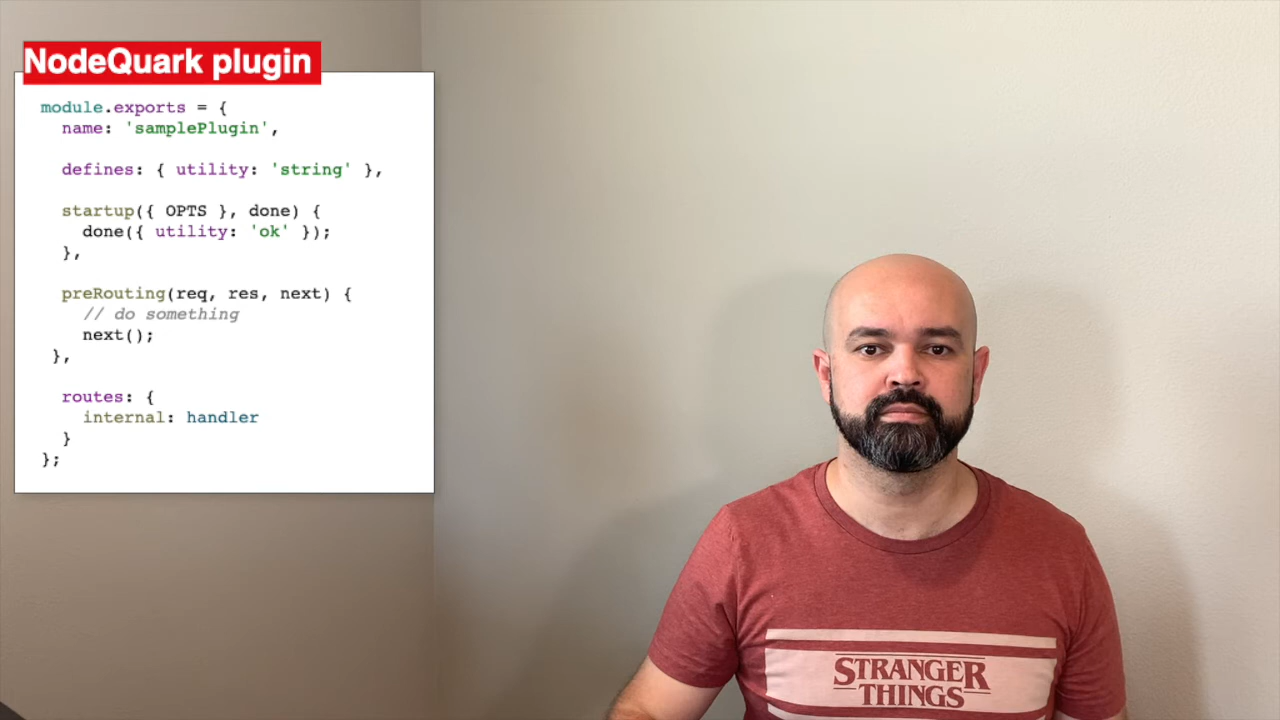 NodeQuark plugin
module.exports = {
name: 'samplePlugin',
defines: { utility: 'string' },
startup({ OPTS }, done) {
done({ utility: 'ok' });
},
preRouting(req, res, next) {
// do something
next();
},
routes: {
internal: handler
}
};
STRANGER
THINGS